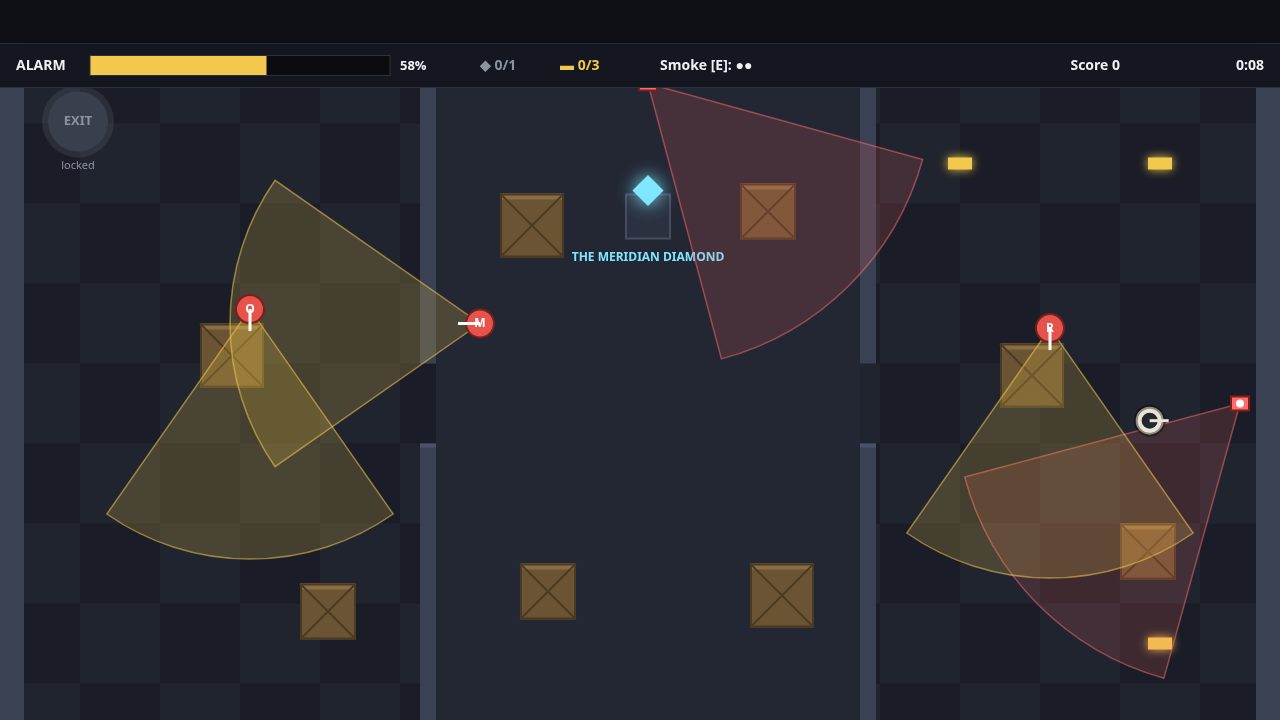 ALARM 58% ◆ 0/1 ▬ 0/3 Smoke [E]: ●● Score 0 0:08
EXIT
locked
THE MERIDIAN DIAMOND
M
R